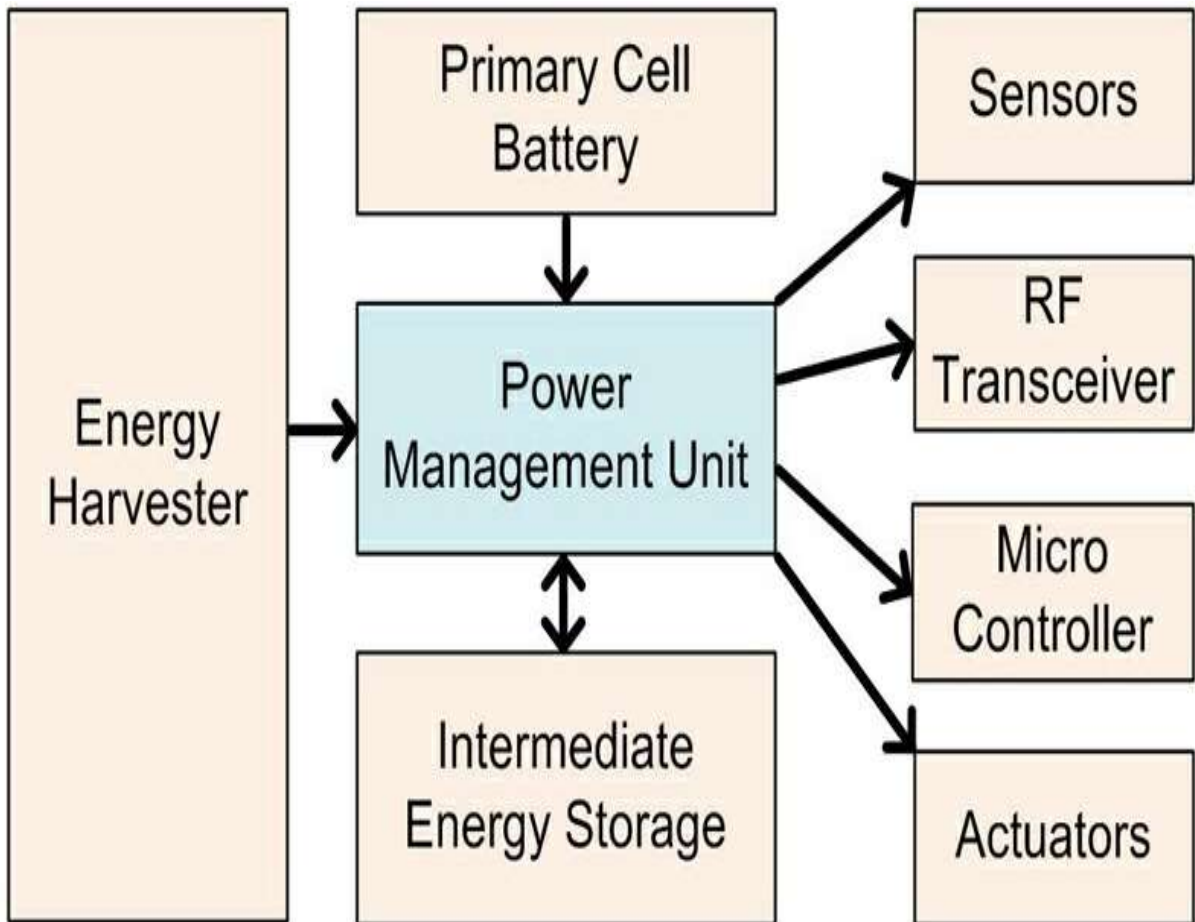 Energy
Harvester
Primary Cell
Battery
Power
Management Unit
Intermediate
Energy Storage
Sensors
RF
Transceiver
Micro
Controller
Actuators